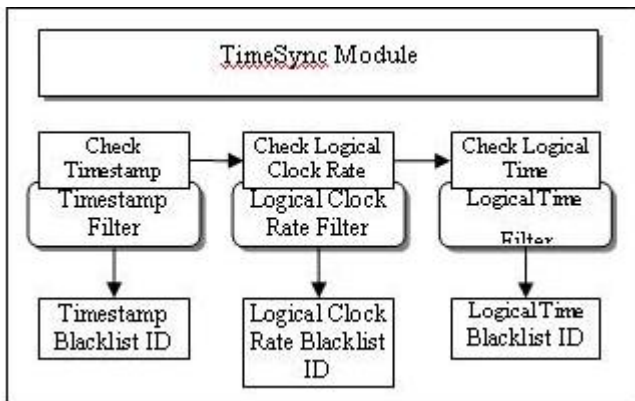 TimeSync Module
Check
Timestamp
Check Logical
Clock Rate
Check Logical
Time
Timestamp
Filter
Logical Clock
Rate Filter
LogicalTime
Filter
Timestamp
Blacklist ID
Logical Clock
Rate Blacklist
ID
LogicalTime
Blacklist ID